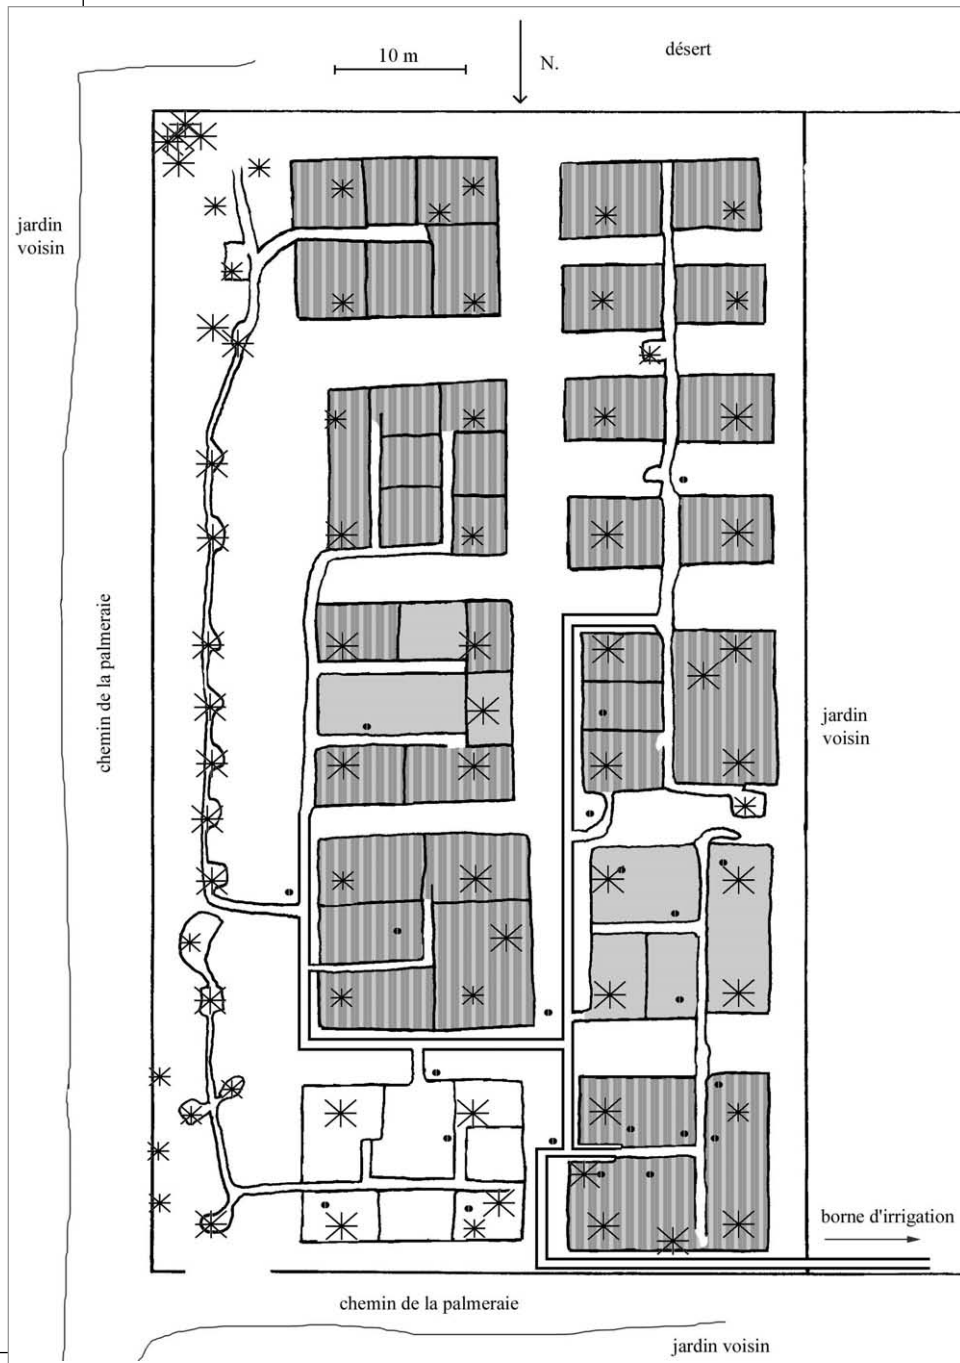 10 m
N.
désert
jardin
voisin
chemin de la palmeraie
jardin
voisin
borne d'irrigation
chemin de la palmeraie
jardin voisin